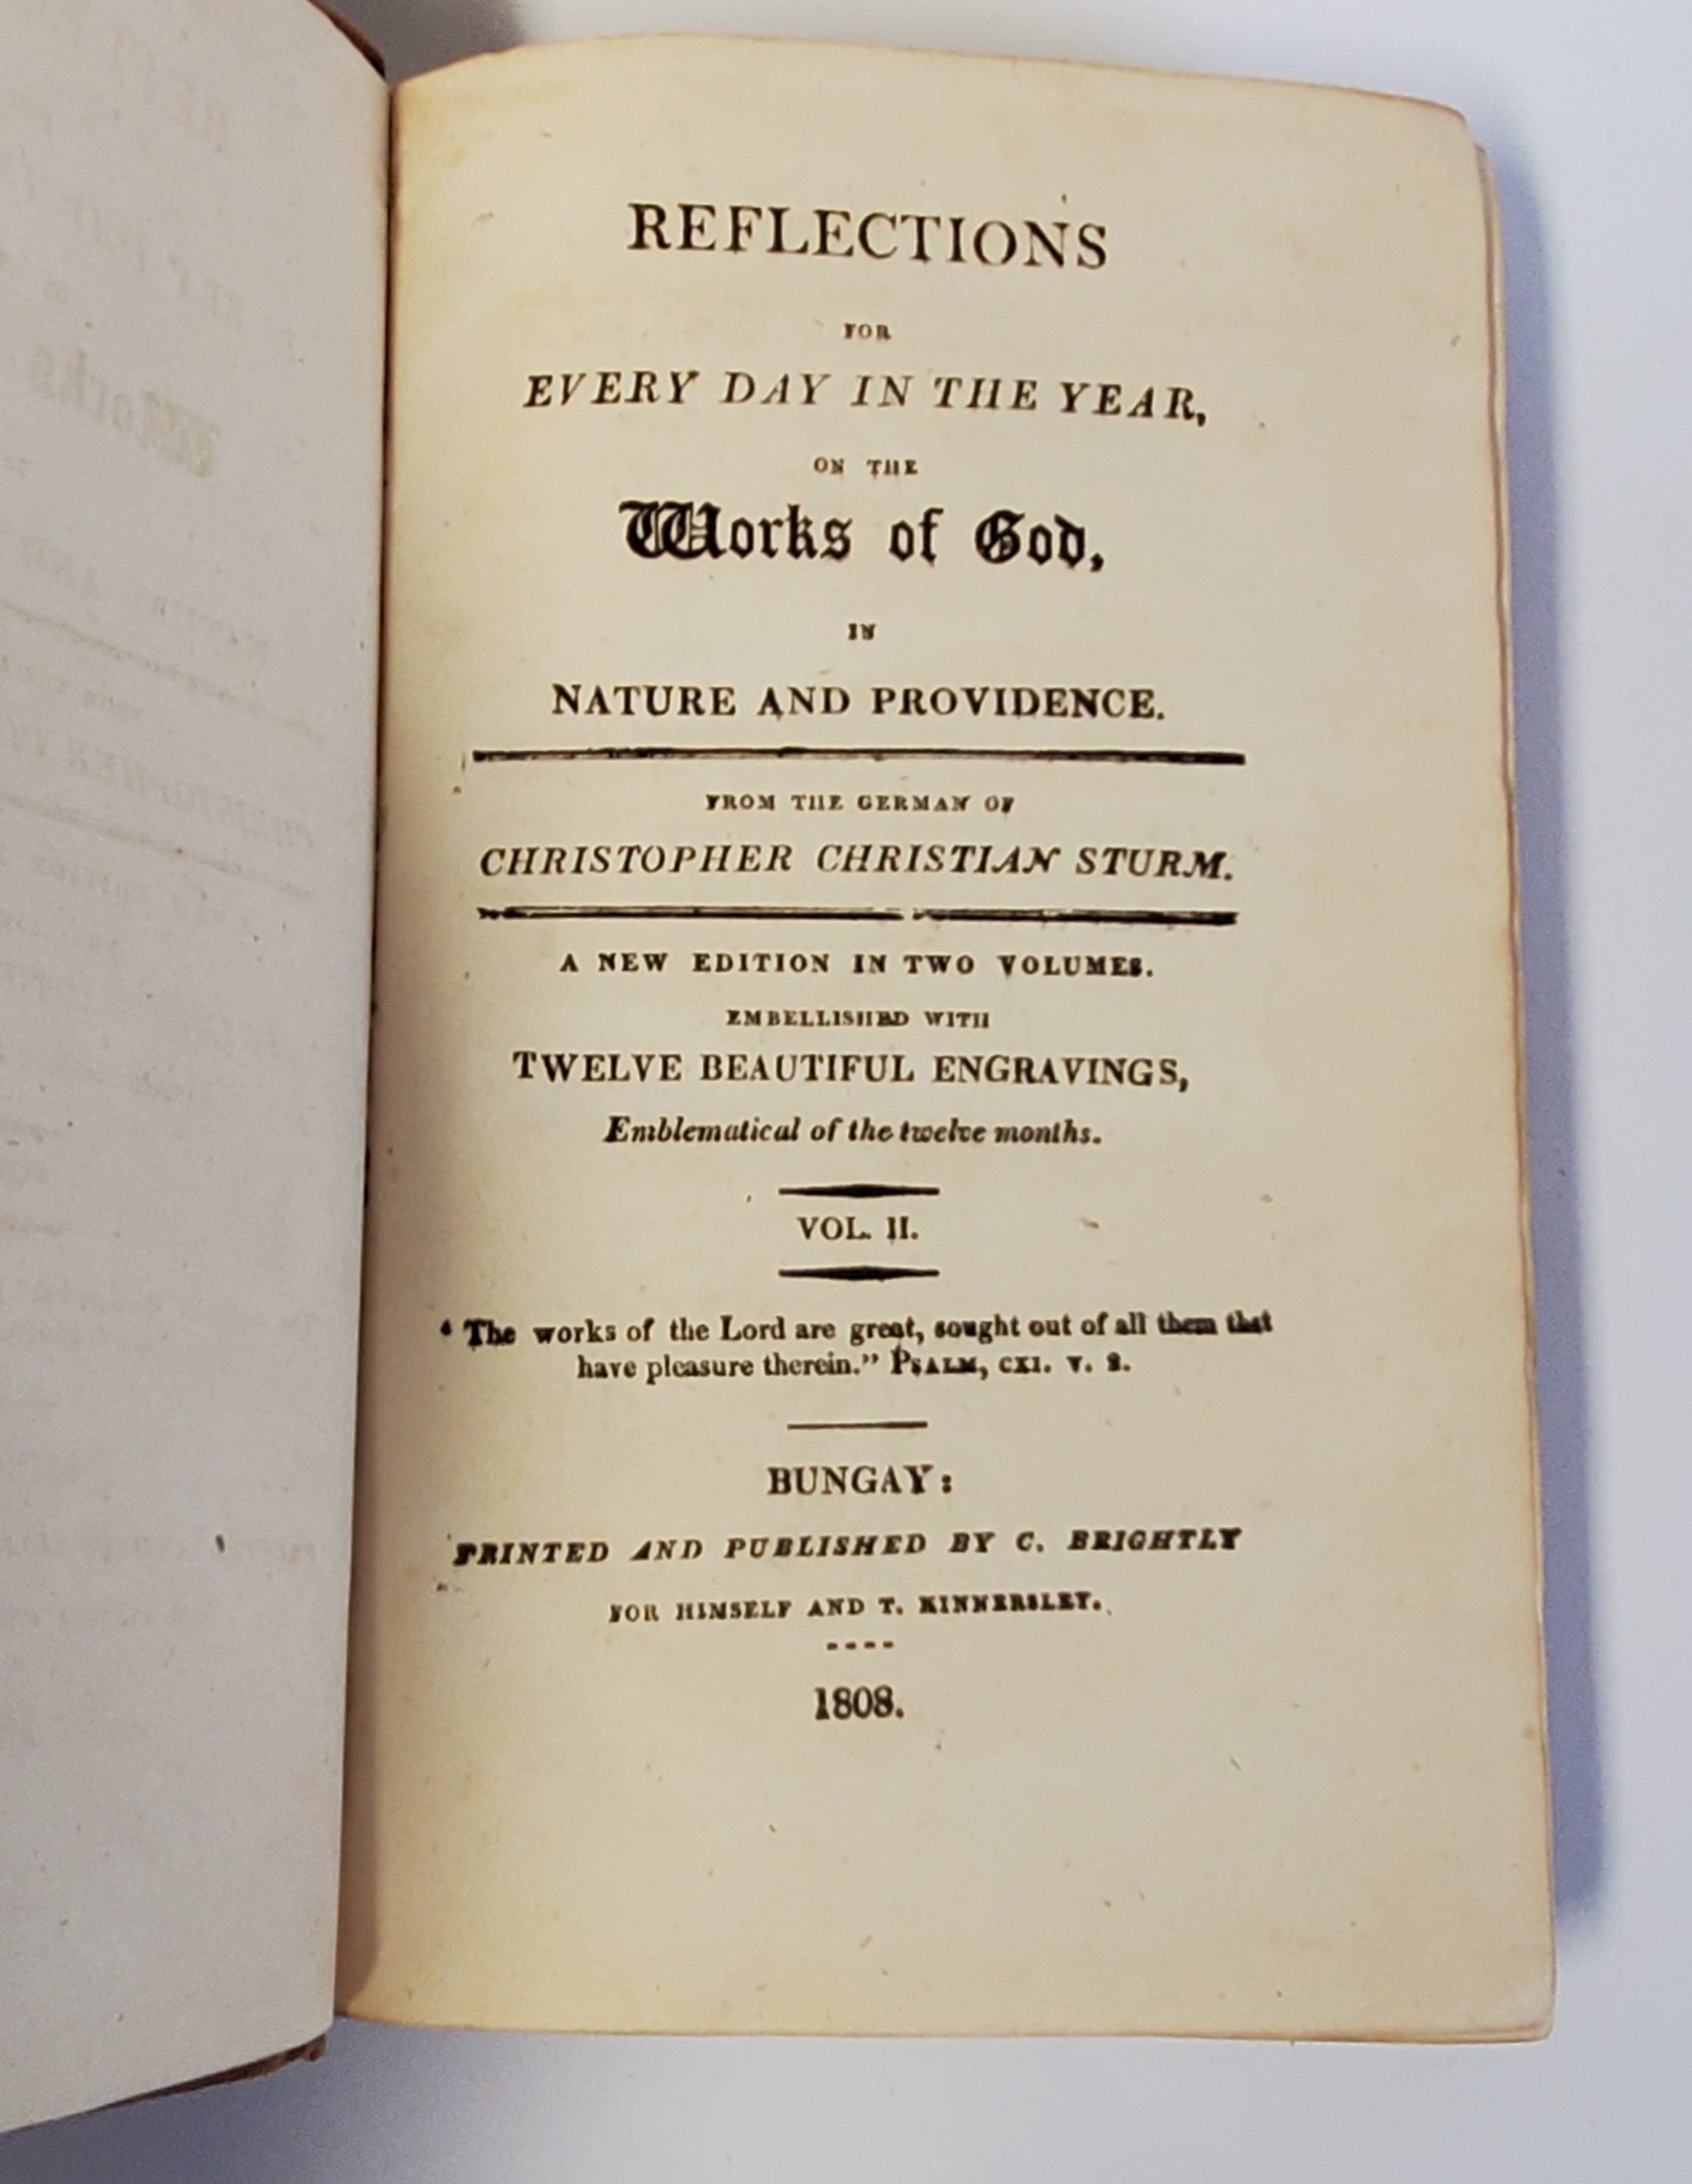 REFLECTIONS
FOR
EVERY DAY IN THE YEAR,
ON THE
Works of God,
IN
NATURE AND PROVIDENCE.
FROM THE GERMAN OF
CHRISTOPHER CHRISTIAN STURM.
A NEW EDITION IN TWO VOLUMES.
EMBELLISHED WITH
TWELVE BEAUTIFUL ENGRAVINGS,
Emblematical of the twelve months.
VOL. II.
‘ The works of the Lord are great, sought out of all them that
have pleasure therein.” PSALM, CXI. V. 2.
BUNGAY:
PRINTED AND PUBLISHED BY C. BRIGHTLY
FOR HIMSELF AND T. KINNERSLEY.
----
1808.